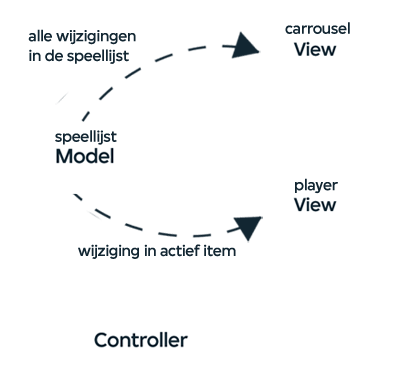 alle wijzigingen
in de speellijst
carrousel
View
speellijst
Model
player
View
wijziging in actief item
Controller